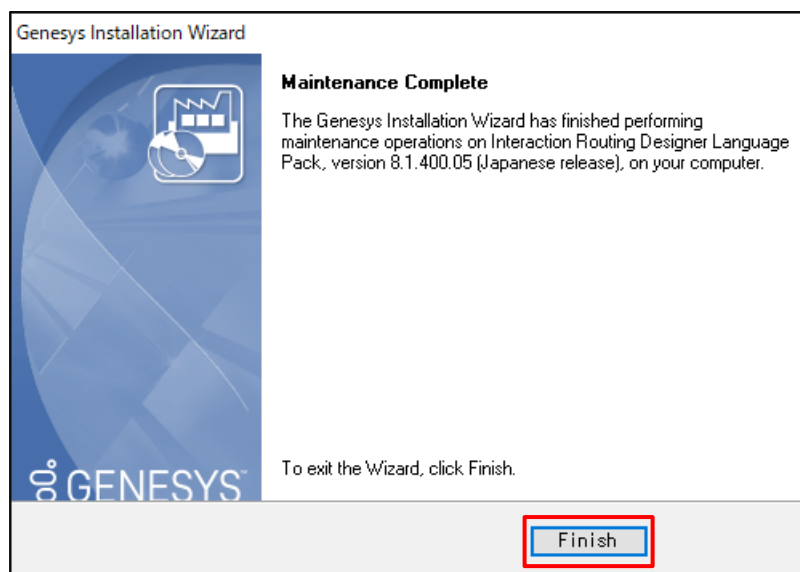 Genesys Installation Wizard
Maintenance Complete
The Genesys Installation Wizard has finished performing
maintenance operations on Interaction Routing Designer Language
Pack, version 8.1.400.05 (Japanese release), on your computer.
To exit the Wizard, click Finish.
GENESYS™
Finish